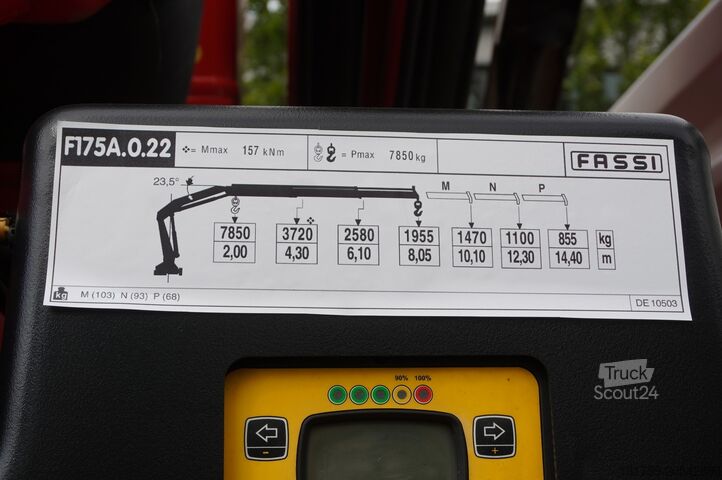 F175A.0.22 = Mmax 157 kNm = Pmax 7850 kg FASSI
23,5° M N P
7850 3720 2580 1955 1470 1100 855 kg
2,00 4,30 6,10 8,05 10,10 12,30 14,40 m
kg M (103) N (93) P (68) DE 10503
90% 100%
- +
Truck
Scout24